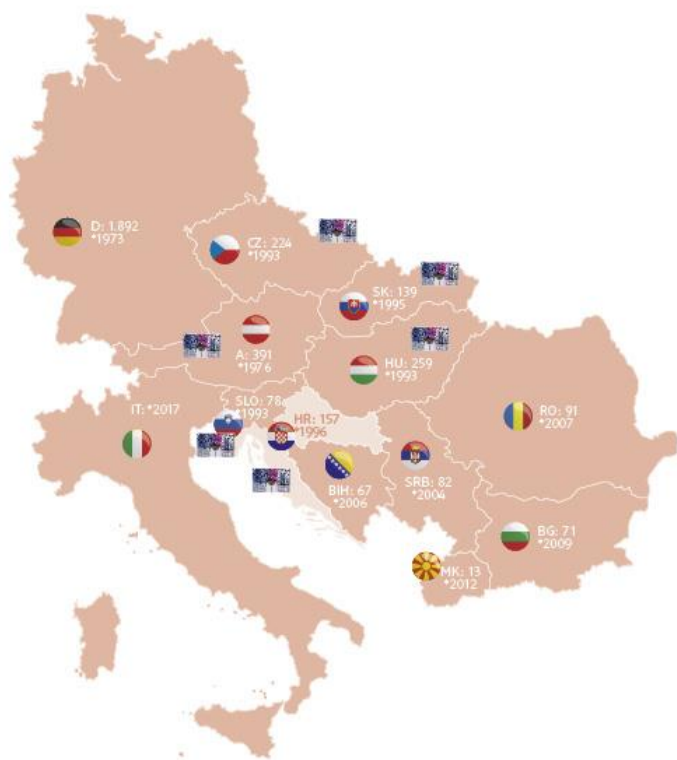 D: 1.892
*1973
CZ: 224
*1993
SK: 139
*1995
A: 391
*1976
HU: 259
*1993
IT: *2017
SLO: 78
*1993
HR: 157
*1996
RO: 91
*2007
BIH: 67
*2006
SRB: 82
*2004
BG: 71
*2009
MK: 13
*2012